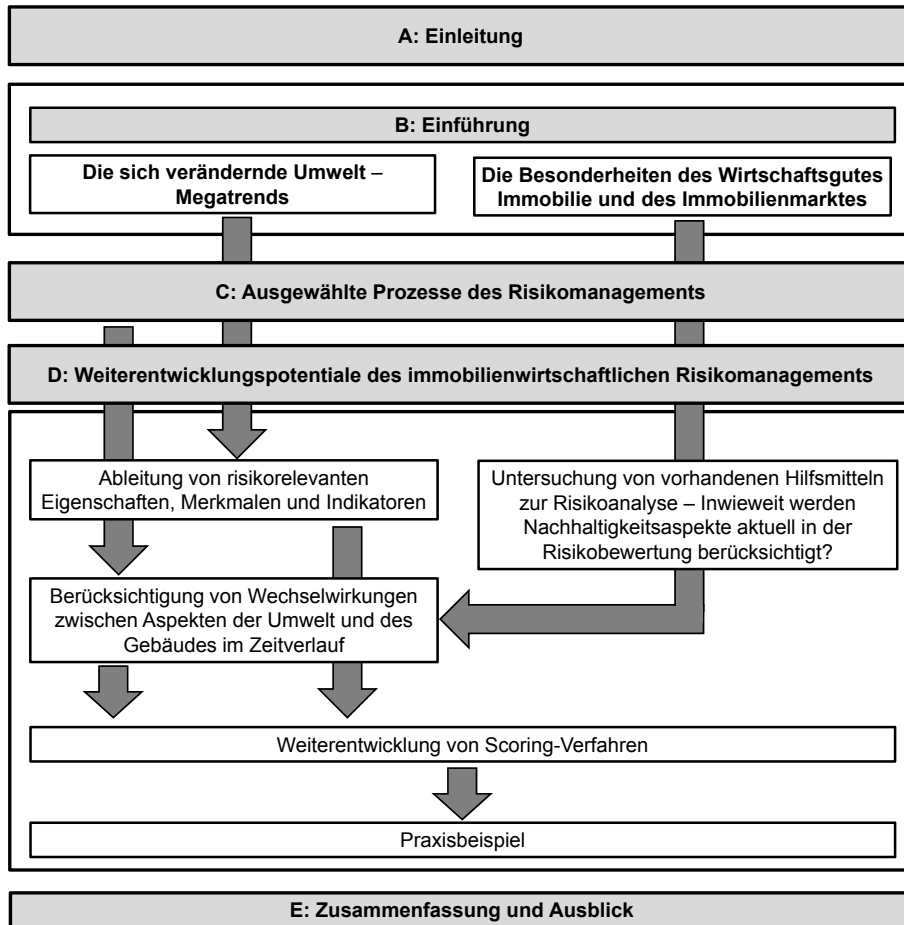 A: Einleitung
B: Einführung
Die sich verändernde Umwelt –
Megatrends
Die Besonderheiten des Wirtschaftsgutes
Immobilie und des Immobilienmarktes
C: Ausgewählte Prozesse des Risikomanagements
D: Weiterentwicklungspotentiale des immobilienwirtschaftlichen Risikomanagements
Ableitung von risikorelevanten
Eigenschaften, Merkmalen und Indikatoren
Untersuchung von vorhandenen Hilfsmitteln
zur Risikoanalyse – Inwieweit werden
Nachhaltigkeitsaspekte aktuell in der
Risikobewertung berücksichtigt?
Berücksichtigung von Wechselwirkungen
zwischen Aspekten der Umwelt und des
Gebäudes im Zeitverlauf
Weiterentwicklung von Scoring-Verfahren
Praxisbeispiel
E: Zusammenfassung und Ausblick